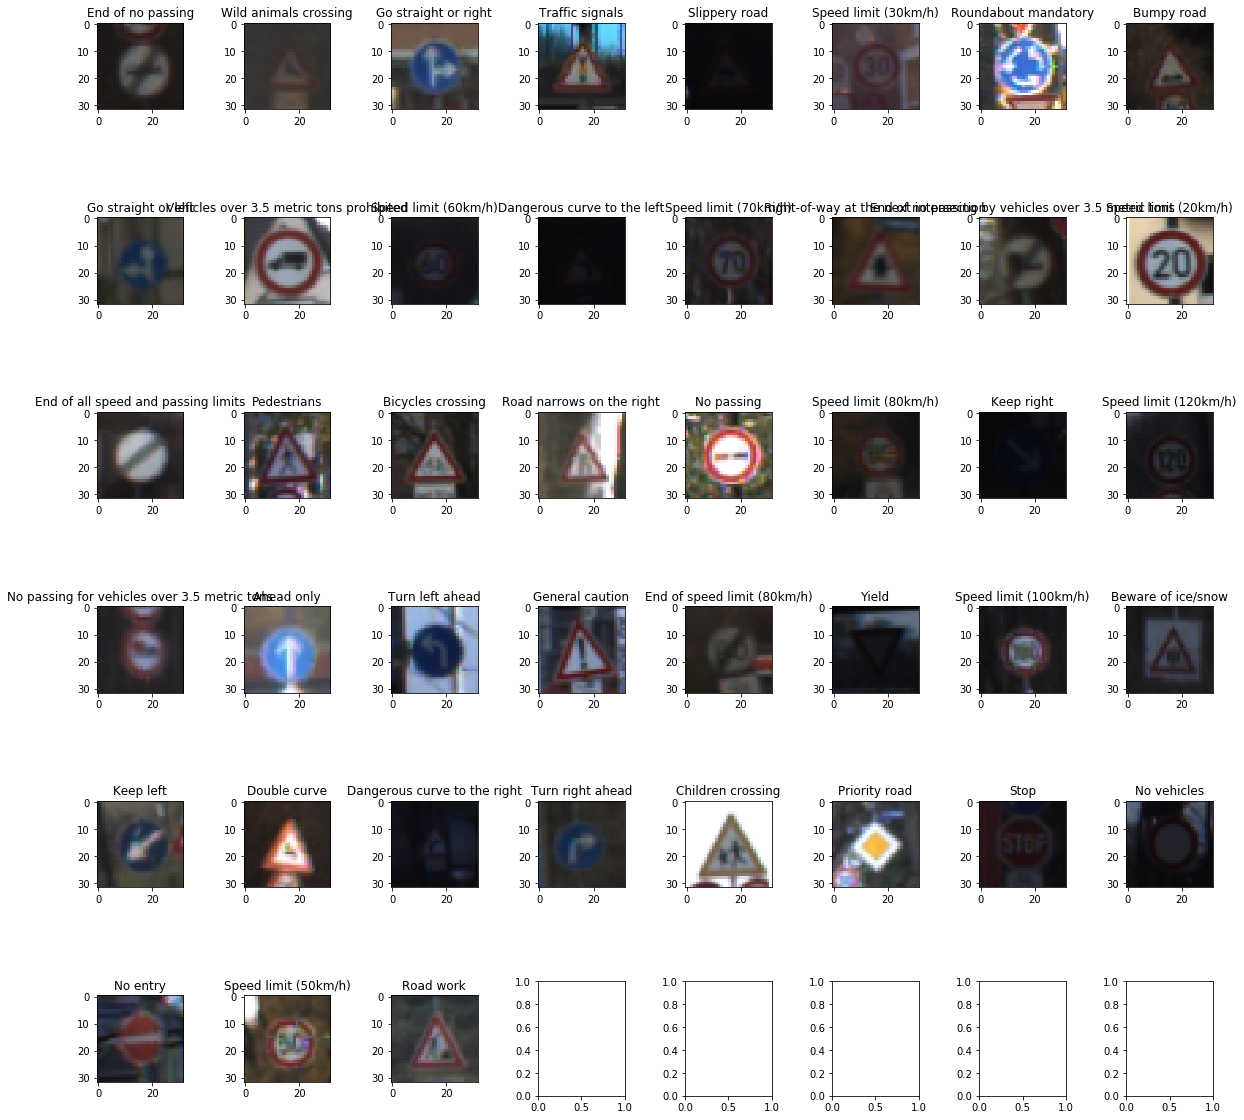 End of no passing
Wild animals crossing
Go straight or right
Traffic signals
Slippery road
Speed limit (30km/h)
Roundabout mandatory
Bumpy road
0 10 20 30 0 20
0 10 20 30 0 20
0 10 20 30 0 20
0 10 20 30 0 20
0 10 20 30 0 20
0 10 20 30 0 20
30
0 10 20 30 0 20
0 10 20 30 0 20
Go straight or left
Vehicles over 3.5 metric tons prohibited
Speed limit (60km/h)
Dangerous curve to the left
Speed limit (70km/h)
Right-of-way at the next intersection
End of no passing by vehicles over 3.5 metric tons
Speed limit (20km/h)
0 10 20 30 0 20
0 10 20 30 0 20
0 10 20 30 0 20
60
0 10 20 30 0 20
0 10 20 30 0 20
70
0 10 20 30 0 20
0 10 20 30 0 20
0 10 20 30 0 20
20
End of all speed and passing limits
Pedestrians
Bicycles crossing
Road narrows on the right
No passing
Speed limit (80km/h)
Keep right
Speed limit (120km/h)
0 10 20 30 0 20
0 10 20 30 0 20
0 10 20 30 0 20
0 10 20 30 0 20
0 10 20 30 0 20
0 10 20 30 0 20
0 10 20 30 0 20
0 10 20 30 0 20
120
No passing for vehicles over 3.5 metric tons
Ahead only
Turn left ahead
General caution
End of speed limit (80km/h)
Yield
Speed limit (100km/h)
Beware of ice/snow
0 10 20 30 0 20
0 10 20 30 0 20
0 10 20 30 0 20
0 10 20 30 0 20
0 10 20 30 0 20
0 10 20 30 0 20
0 10 20 30 0 20
0 10 20 30 0 20
Keep left
Double curve
Dangerous curve to the right
Turn right ahead
Children crossing
Priority road
Stop
No vehicles
0 10 20 30 0 20
0 10 20 30 0 20
0 10 20 30 0 20
0 10 20 30 0 20
0 10 20 30 0 20
0 10 20 30 0 20
0 10 20 30 0 20
STOP
0 10 20 30 0 20
No entry
Speed limit (50km/h)
Road work
0 10 20 30 0 20
0 10 20 30 0 20
0 10 20 30 0 20
1.0 0.8 0.6 0.4 0.2 0.0 0.0 0.5 1.0
1.0 0.8 0.6 0.4 0.2 0.0 0.0 0.5 1.0
1.0 0.8 0.6 0.4 0.2 0.0 0.0 0.5 1.0
1.0 0.8 0.6 0.4 0.2 0.0 0.0 0.5 1.0
1.0 0.8 0.6 0.4 0.2 0.0 0.0 0.5 1.0